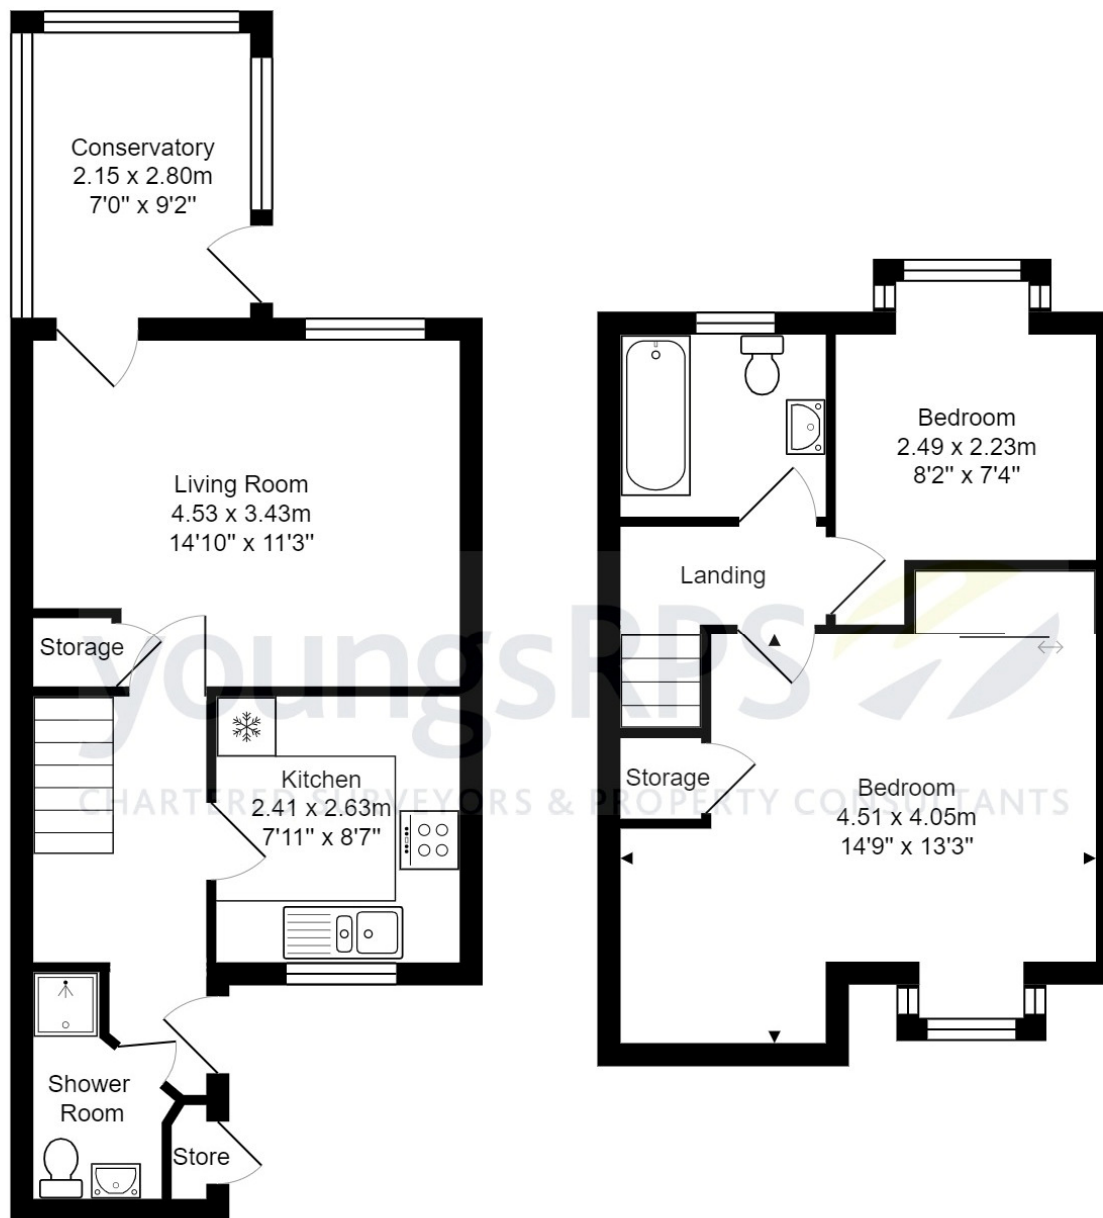 Conservatory
2.15 x 2.80m
7'0" x 9'2"
Living Room
4.53 x 3.43m
14'10" x 11'3"
Storage
Kitchen
2.41 x 2.63m
7'11" x 8'7"
Shower
Room
Store
Bedroom
2.49 x 2.23m
8'2" x 7'4"
Landing
Storage
Bedroom
4.51 x 4.05m
14'9" x 13'3"
youngsRPS
CHARTERED SURVEYORS & PROPERTY CONSULTANTS